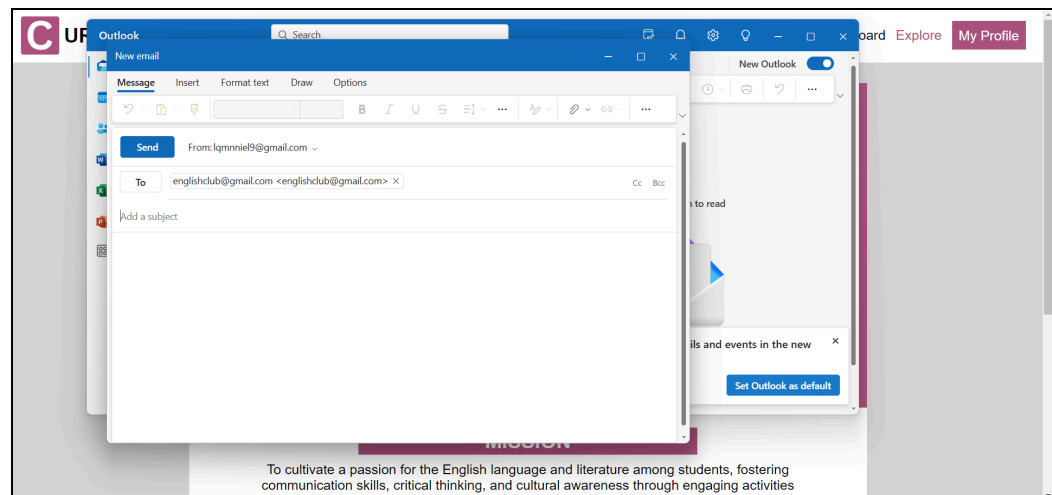 C UR
oard Explore My Profile
Outlook
Search
New Outlook
New email
Message Insert Format text Draw Options
B I U S
Send
From: lqmnniel9@gmail.com
To
englishclub@gmail.com <englishclub@gmail.com>
Cc Bcc
Add a subject
n to read
ils and events in the new
Set Outlook as default
MISSION
To cultivate a passion for the English language and literature among students, fostering
communication skills, critical thinking, and cultural awareness through engaging activities